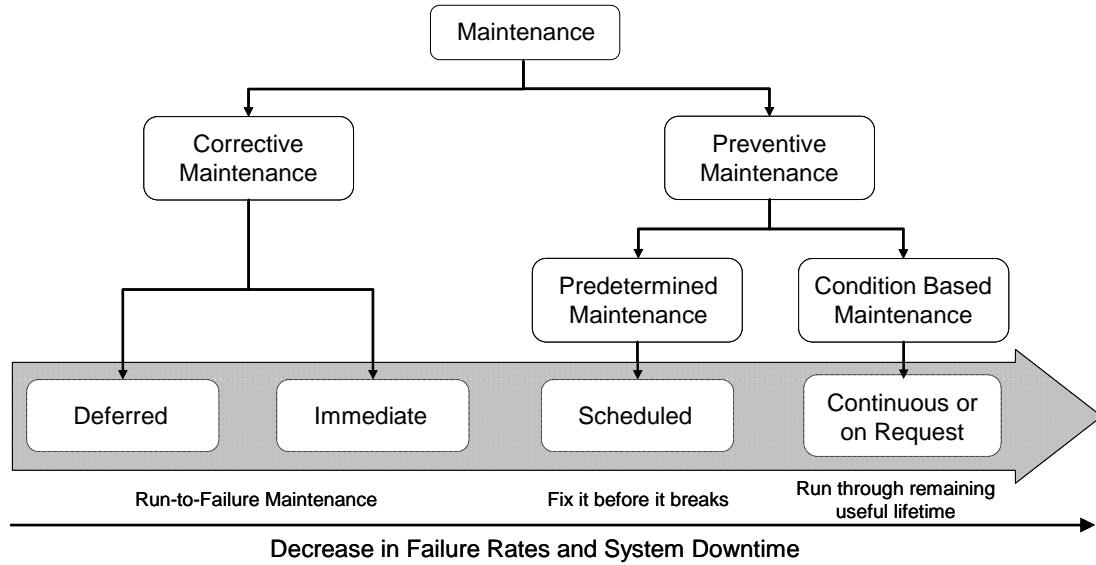 Maintenance
Corrective
Maintenance
Preventive
Maintenance
Predetermined
Maintenance
Condition Based
Maintenance
Deferred
Immediate
Scheduled
Continuous or
on Request
Run-to-Failure Maintenance
Fix it before it breaks
Run through remaining
useful lifetime
Decrease in Failure Rates and System Downtime